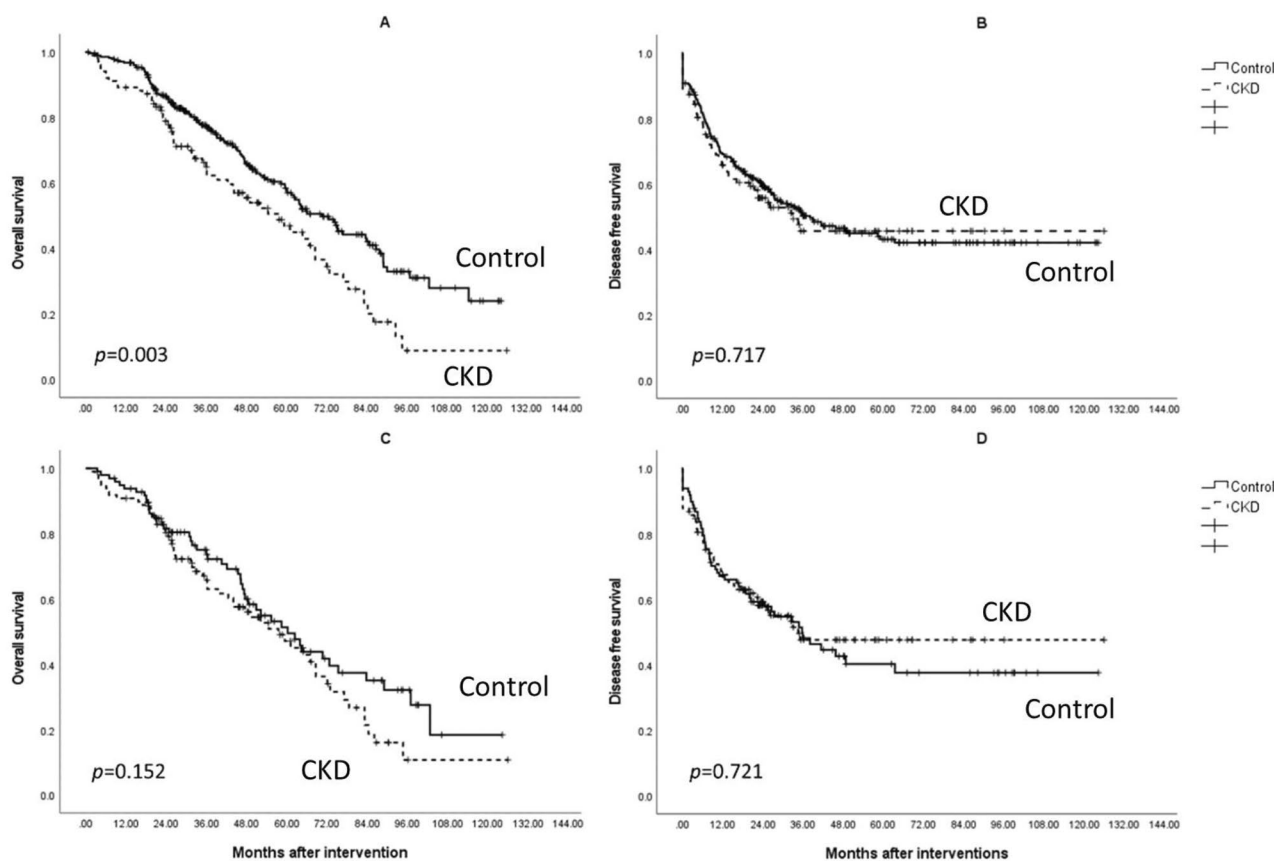 A
Overall survival
1.0
0.8
0.6
0.4
0.2
0.0
Control
CKD
p=0.003
.00 12.00 24.00 36.00 48.00 60.00 72.00 84.00 96.00 108.00 120.00 132.00 144.00
B
Disease free survival
1.0
0.8
0.6
0.4
0.2
0.0
CKD
Control
p=0.717
.00 12.00 24.00 36.00 48.00 60.00 72.00 84.00 96.00 108.00 120.00 132.00 144.00
Control
CKD
C
Overall survival
1.0
0.8
0.6
0.4
0.2
0.0
Control
CKD
p=0.152
.00 12.00 24.00 36.00 48.00 60.00 72.00 84.00 96.00 108.00 120.00 132.00 144.00
Months after intervention
D
Disease free survival
1.0
0.8
0.6
0.4
0.2
0.0
CKD
Control
p=0.721
.00 12.00 24.00 36.00 48.00 60.00 72.00 84.00 96.00 108.00 120.00 132.00 144.00
Months after interventions
Control
CKD